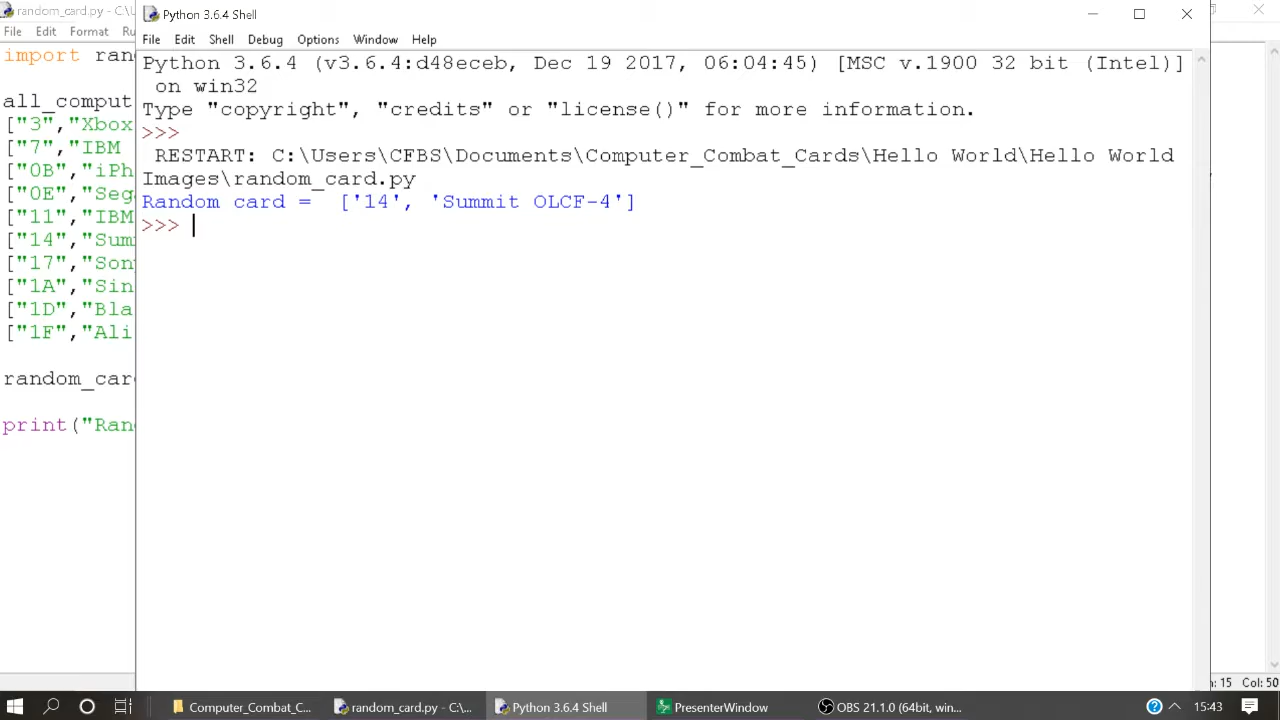 random_card.py - C:\U
Python 3.6.4 Shell
File Edit Format Ru
File Edit Shell Debug Options Window Help
import ran
Python 3.6.4 (v3.6.4:d48eceb, Dec 19 2017, 06:04:45) [MSC v.1900 32 bit (Intel)]
on win32
all_comput
Type "copyright", "credits" or "license()" for more information.
["3","Xbox
>>>
["7","IBM
RESTART: C:\Users\CFBS\Documents\Computer_Combat_Cards\Hello World\Hello World
["0B","iPh
Images\random_card.py
["0E","Seg
Random card =  ['14', 'Summit OLCF-4']
["11","IBM
>>>
["14","Sum
["17","Son
["1A","Sin
["1D","Bla
["1F","Ali
random_car
print("Ran
: 15 Col: 50
Computer_Combat_C...
random_card.py - C:\...
Python 3.6.4 Shell
PresenterWindow
OBS 21.1.0 (64bit, win...
15:43